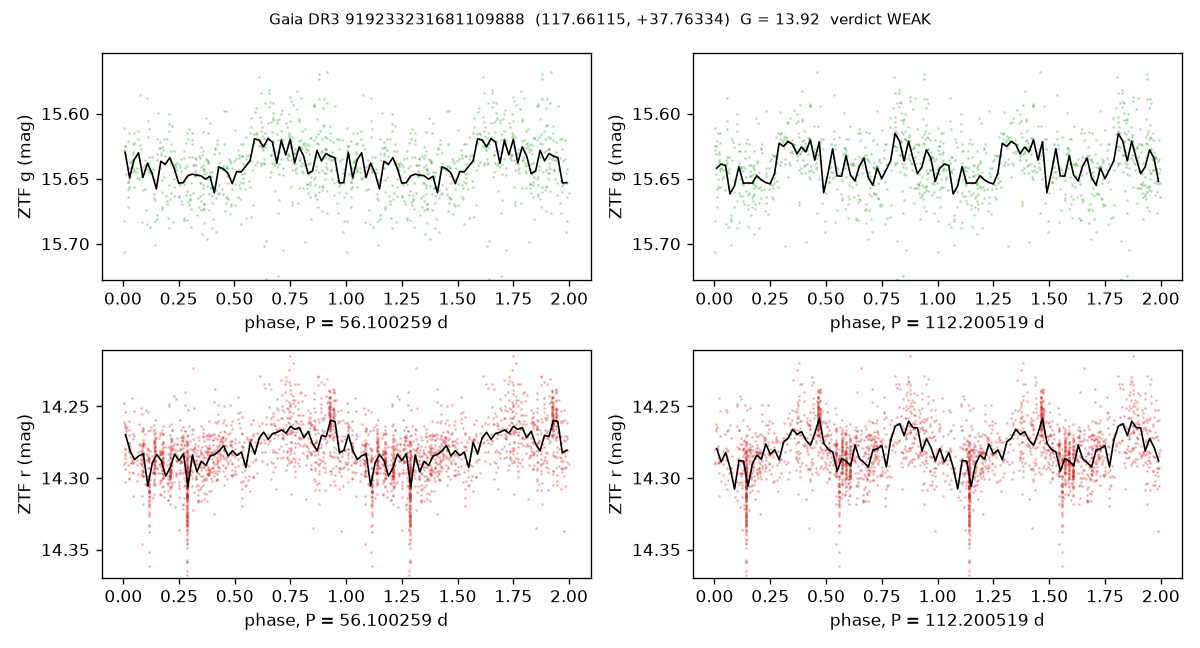 Gaia DR3 919233231681109888  (117.66115, +37.76334)  G = 13.92  verdict WEAK
ZTF g (mag)
15.60
15.65
15.70
0.00 0.25 0.50 0.75 1.00 1.25 1.50 1.75 2.00
phase, P = 56.100259 d
0.00 0.25 0.50 0.75 1.00 1.25 1.50 1.75 2.00
phase, P = 112.200519 d
ZTF g (mag)
15.60
15.65
15.70
ZTF r (mag)
14.25
14.30
14.35
0.00 0.25 0.50 0.75 1.00 1.25 1.50 1.75 2.00
phase, P = 56.100259 d
ZTF r (mag)
14.25
14.30
14.35
0.00 0.25 0.50 0.75 1.00 1.25 1.50 1.75 2.00
phase, P = 112.200519 d